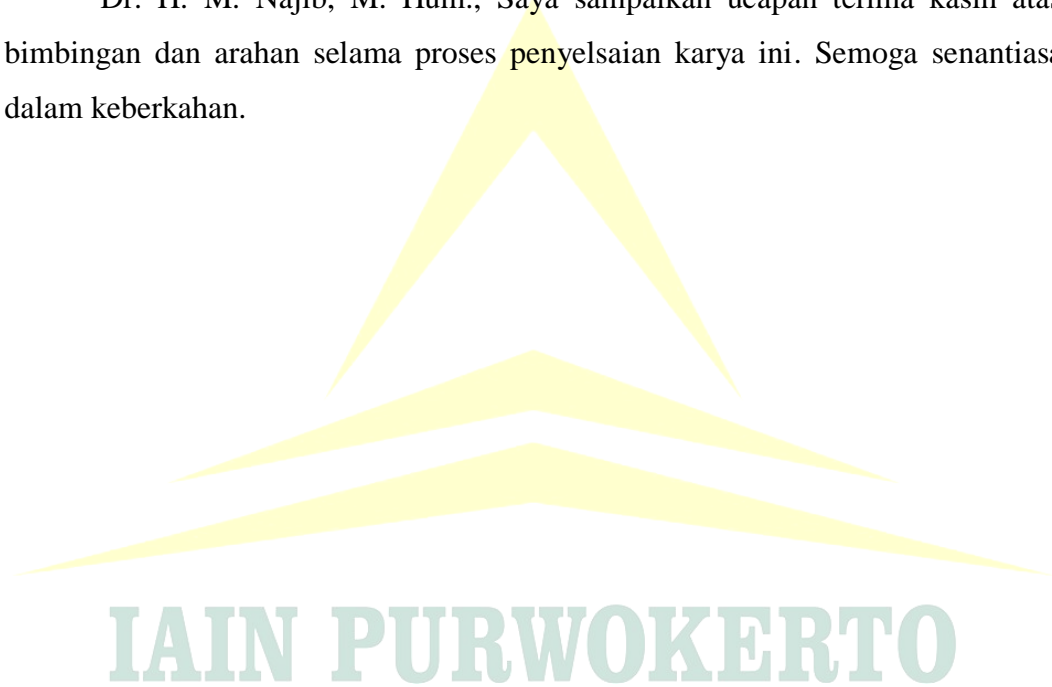 Dr. H. M. Najib, M. Hum., Saya sampaikan ucapan terima kasih atas
bimbingan dan arahan selama proses penyelsaian karya ini. Semoga senantiasa
dalam keberkahan.
IAIN PURWOKERTO